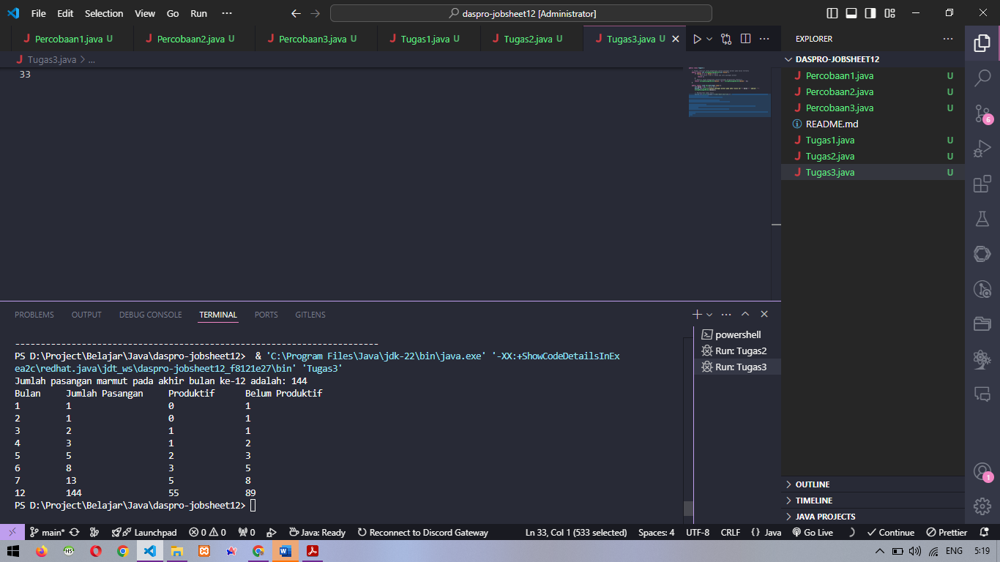 File Edit Selection View Go Run ··· daspro-jobsheet12 [Administrator]
Percobaan1.java U Percobaan2.java U Percobaan3.java U Tugas1.java U Tugas2.java U Tugas3.java U
Tugas3.java > ...
33
EXPLORER
DASPRO-JOBSHEET12
Percobaan1.java U
Percobaan2.java U
Percobaan3.java U
README.md
Tugas1.java U
Tugas2.java U
Tugas3.java U
6
PROBLEMS OUTPUT DEBUG CONSOLE TERMINAL PORTS GITLENS
-----------------------------------------------------------------------
PS D:\Project\Belajar\Java\daspro-jobsheet12> & 'C:\Program Files\Java\jdk-22\bin\java.exe' '-XX:+ShowCodeDetailsInEx
ea2c\redhat.java\jdt_ws\daspro-jobsheet12_f8121e27\bin' 'Tugas3'
Jumlah pasangan marmut pada akhir bulan ke-12 adalah: 144
Bulan Jumlah Pasangan Produktif Belum Produktif
1 1 0 1
2 1 0 1
3 2 1 1
4 3 1 2
5 5 2 3
6 8 3 5
7 13 5 8
12 144 55 89
PS D:\Project\Belajar\Java\daspro-jobsheet12>
powershell
Run: Tugas2
Run: Tugas3
OUTLINE
TIMELINE
JAVA PROJECTS
1
main* Launchpad 0 0 0 Java: Ready Reconnect to Discord Gateway Ln 33, Col 1 (533 selected) Spaces: 4 UTF-8 CRLF {} Java Go Live Continue Prettier
HS W ENG 5:19